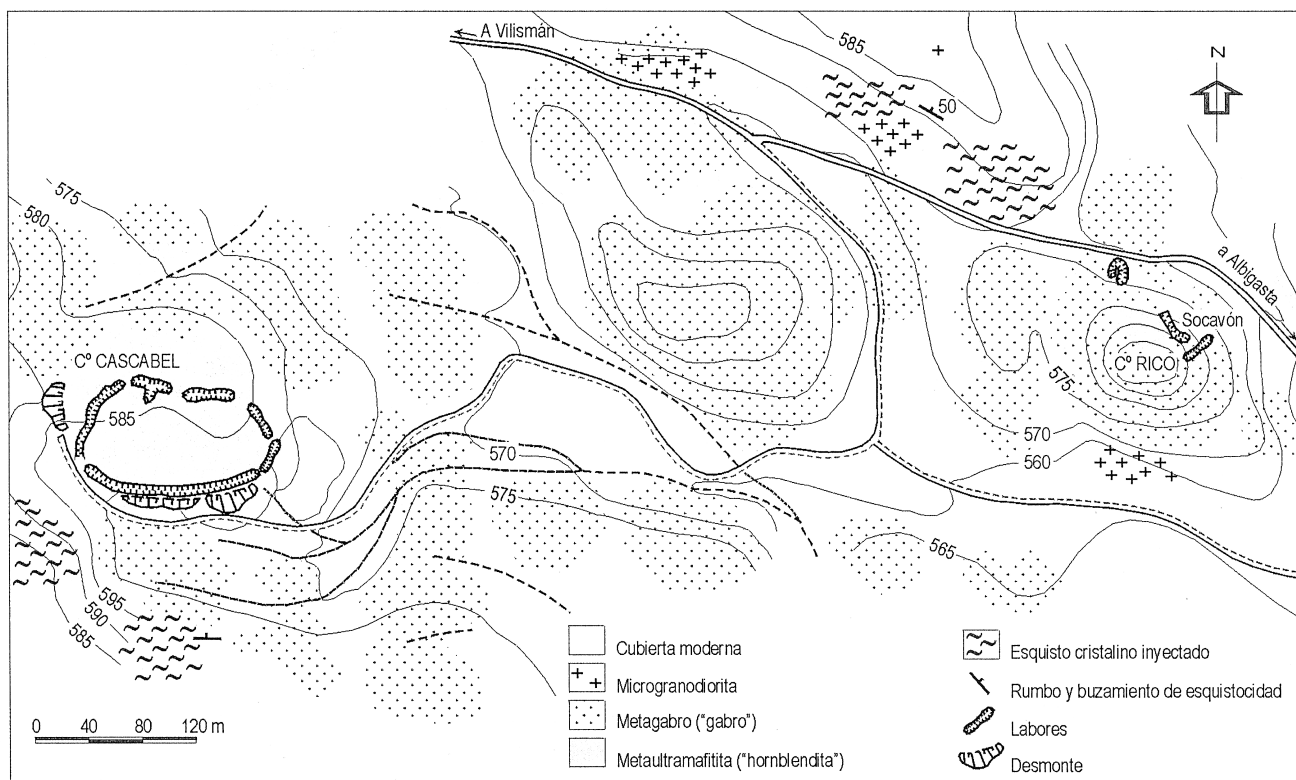 A Vilismán
585
N
50
575
580
a Albigasta
Socavón
Cº CASCABEL
Cº RICO
585
575
570
570
560
575
565
595
590
585
Cubierta moderna
Microgranodiorita
Metagabro ("gabro")
Metaultramafitita ("hornblendita")
Esquisto cristalino inyectado
Rumbo y buzamiento de esquistocidad
Labores
Desmonte
0 40 80 120 m